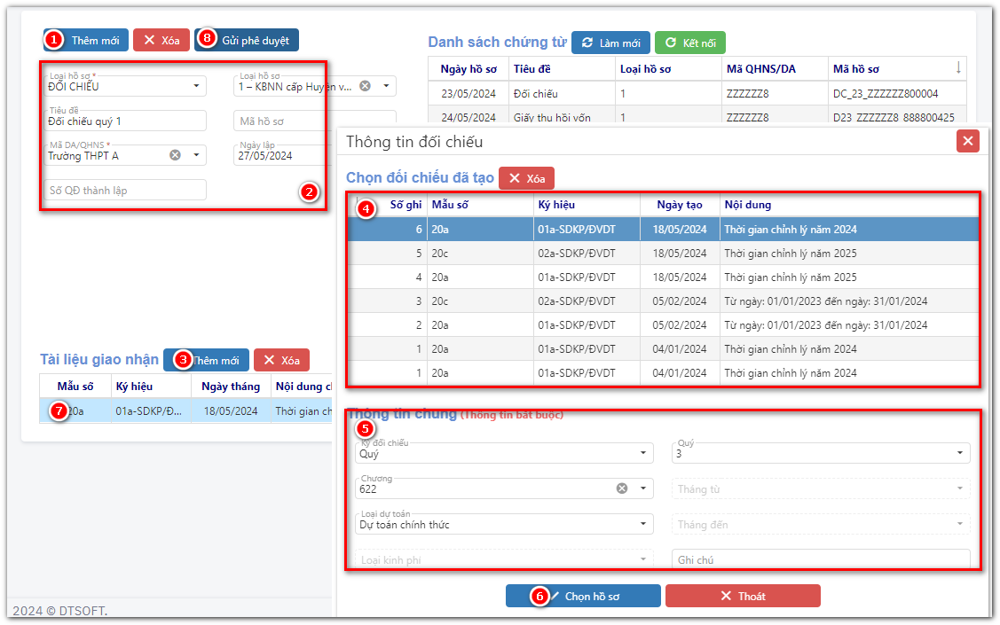 1 Thêm mới Xóa 8 Gửi phê duyệt
Danh sách chứng từ Làm mới Kết nối
Ngày hồ sơ Tiêu đề Loại hồ sơ Mã QHNS/DA Mã hồ sơ
23/05/2024 Đối chiếu 1 ZZZZZZ8 DC_23_ZZZZZZ800004
24/05/2024 Giấy thu hồi vốn 1 ZZZZZZ8 D23_ZZZZZZ8_888800425
Loại hồ sơ *
ĐỐI CHIẾU
Loại hồ sơ
1 – KBNN cấp Huyện v...
Tiêu đề
Đối chiếu quý 1
Mã hồ sơ
Mã DA/QHNS *
Trường THPT A
Ngày lập
27/05/2024
Số QĐ thành lập
2
Tài liệu giao nhận 3 Thêm mới Xóa
Mẫu số Ký hiệu Ngày tháng Nội dung c
7 20a 01a-SDKP/Đ... 18/05/2024 Thời gian ch
Thông tin đối chiếu
Chọn đối chiếu đã tạo Xóa
4 Số ghi Mẫu số Ký hiệu Ngày tạo Nội dung
6 20a 01a-SDKP/ĐVDT 18/05/2024 Thời gian chỉnh lý năm 2024
5 20c 02a-SDKP/ĐVDT 18/05/2024 Thời gian chỉnh lý năm 2025
4 20a 01a-SDKP/ĐVDT 18/05/2024 Thời gian chỉnh lý năm 2025
3 20c 02a-SDKP/ĐVDT 05/02/2024 Từ ngày: 01/01/2023 đến ngày: 31/01/2024
2 20a 01a-SDKP/ĐVDT 05/02/2024 Từ ngày: 01/01/2023 đến ngày: 31/01/2024
1 20a 01a-SDKP/ĐVDT 04/01/2024 Thời gian chỉnh lý năm 2024
1 20a 01a-SDKP/ĐVDT 04/01/2024 Thời gian chỉnh lý năm 2024
Thông tin chung (Thông tin bắt buộc)
5
Kỳ đối chiếu
Quý
Quý
3
Chương
622
Tháng từ
Loại dự toán
Dự toán chính thức
Tháng đến
Loại kinh phí
Ghi chú
6 Chọn hồ sơ Thoát
2024 © DTSOFT.